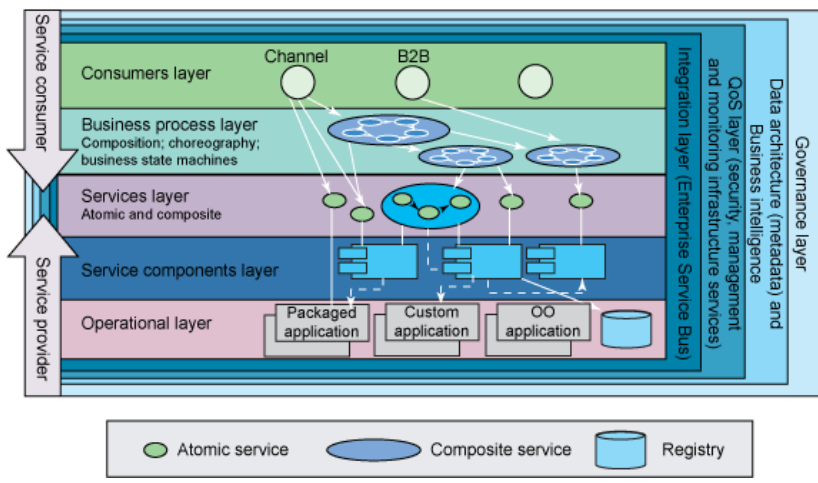 Service consumer
Service provider
Consumers layer
Channel
B2B
Business process layer
Composition; choreography;
business state machines
Services layer
Atomic and composite
Service components layer
Operational layer
Packaged
application
Custom
application
OO
application
Integration layer (Enterprise Service Bus)
QoS layer (security, management
and monitoring infrastructure services)
Data architecture (metadata) and
Business intelligence
Governance layer
Atomic service
Composite service
Registry